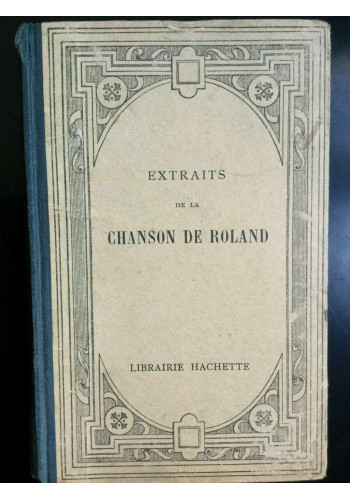 EXTRAITS
DE LA
CHANSON DE ROLAND
LIBRAIRIE HACHETTE